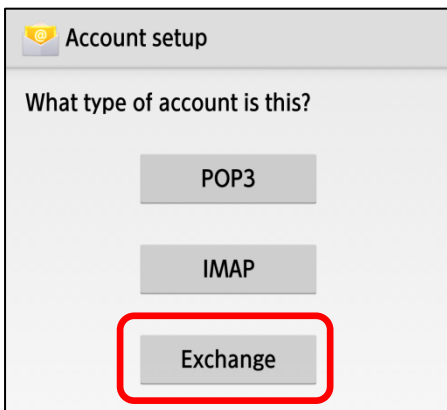 Account setup
What type of account is this?
POP3
IMAP
Exchange